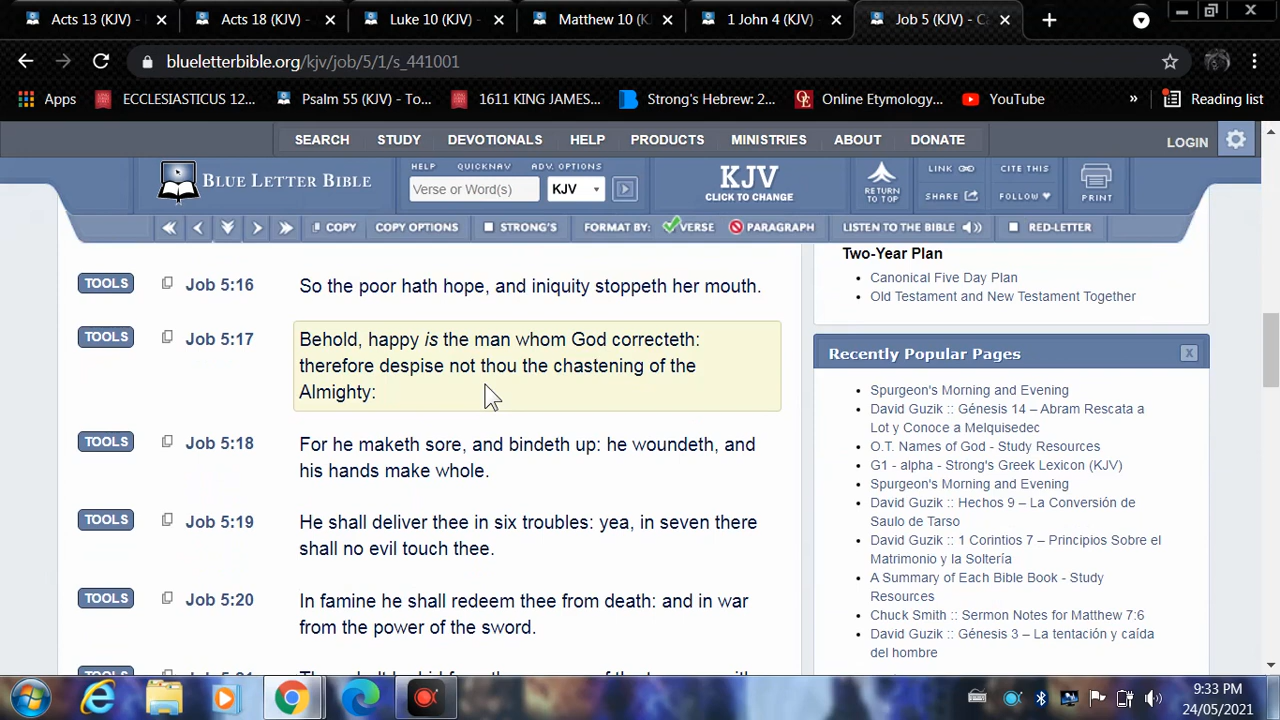 Acts 13 (KJV)
Acts 18 (KJV) -
Luke 10 (KJV) -
Matthew 10 (K
1 John 4 (KJV)
Job 5 (KJV) - C
blueletterbible.org/kjv/job/5/1/s_441001
Apps
ECCLESIASTICUS 12...
Psalm 55 (KJV) - To...
1611 KING JAMES...
Strong's Hebrew: 2...
Online Etymology...
YouTube
»
Reading list
SEARCH STUDY DEVOTIONALS HELP PRODUCTS MINISTRIES ABOUT DONATE
LOGIN
BLUE LETTER BIBLE
HELP QUICKNAV ADV. OPTIONS
Verse or Word(s)
KJV
KJV
CLICK TO CHANGE
RETURN
TO TOP
LINK
CITE THIS
SHARE
FOLLOW
PRINT
COPY
COPY OPTIONS
STRONG'S
FORMAT BY:
VERSE
PARAGRAPH
LISTEN TO THE BIBLE
RED-LETTER
TOOLS
Job 5:16
So the poor hath hope, and iniquity stoppeth her mouth.
TOOLS
Job 5:17
Behold, happy is the man whom God correcteth:
therefore despise not thou the chastening of the
Almighty:
TOOLS
Job 5:18
For he maketh sore, and bindeth up: he woundeth, and
his hands make whole.
TOOLS
Job 5:19
He shall deliver thee in six troubles: yea, in seven there
shall no evil touch thee.
TOOLS
Job 5:20
In famine he shall redeem thee from death: and in war
from the power of the sword.
Two-Year Plan
Canonical Five Day Plan
Old Testament and New Testament Together
Recently Popular Pages
x
Spurgeon's Morning and Evening
David Guzik :: Génesis 14 – Abram Rescata a
Lot y Conoce a Melquisedec
O.T. Names of God - Study Resources
G1 - alpha - Strong's Greek Lexicon (KJV)
Spurgeon's Morning and Evening
David Guzik :: Hechos 9 – La Conversión de
Saulo de Tarso
David Guzik :: 1 Corintios 7 – Principios Sobre el
Matrimonio y la Soltería
A Summary of Each Bible Book - Study
Resources
Chuck Smith :: Sermon Notes for Matthew 7:6
David Guzik :: Génesis 3 – La tentación y caída
del hombre
9:33 PM
24/05/2021